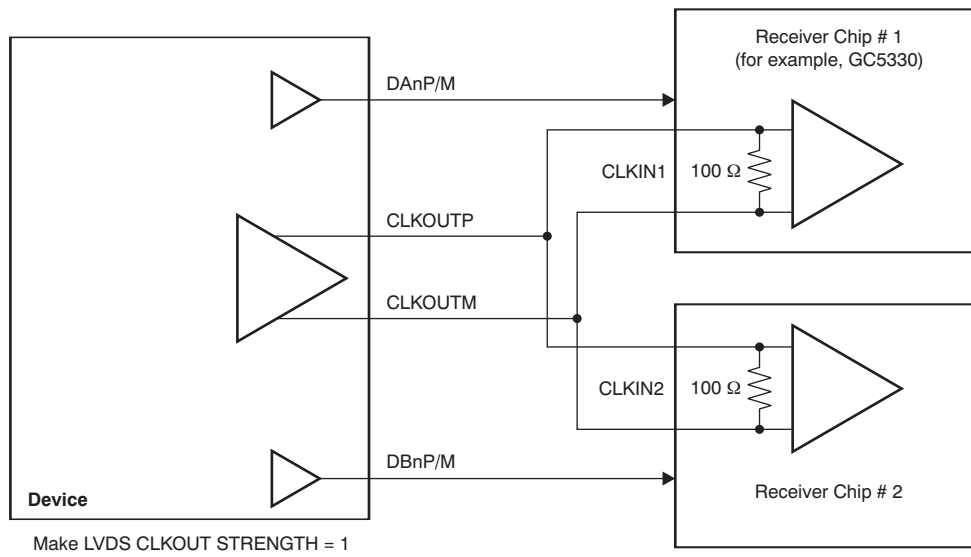 Receiver Chip # 1
(for example, GC5330)
DAnP/M
CLKIN1
100 Ω
CLKOUTP
CLKOUTM
CLKIN2
100 Ω
DBnP/M
Device
Receiver Chip # 2
Make LVDS CLKOUT STRENGTH = 1